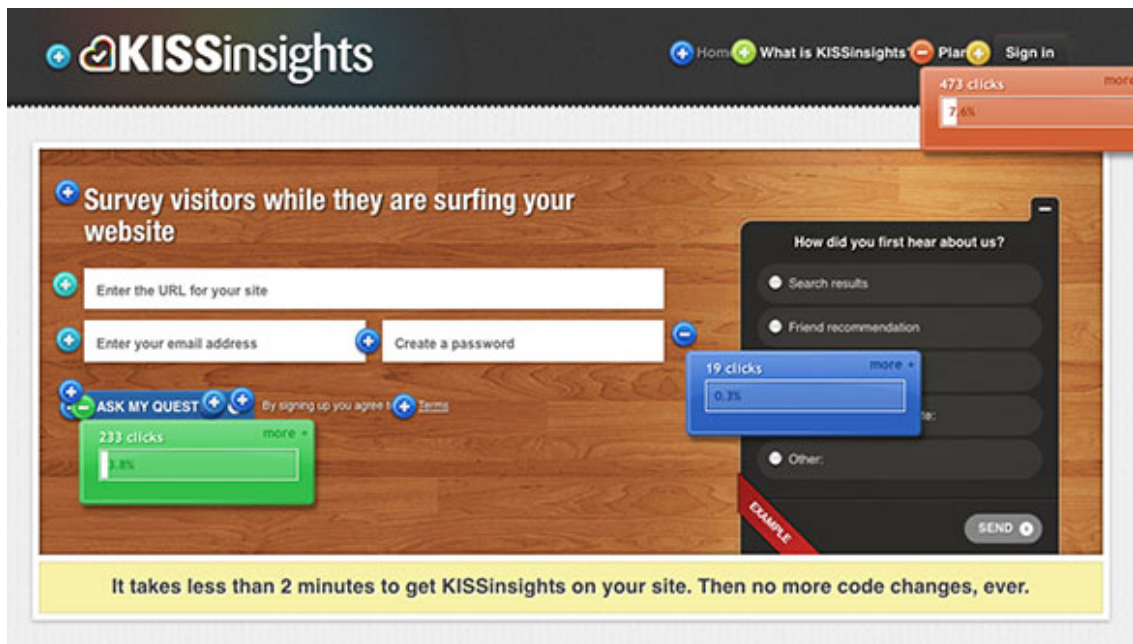 KISSinsights
Home What is KISSinsights Plan Sign in
473 clicks more
7.6%
Survey visitors while they are surfing your
website
Enter the URL for your site
Enter your email address Create a password
ASK MY QUEST By signing up you agree Terms
233 clicks more +
3.8%
How did you first hear about us?
Search results
Friend recommendation
19 clicks more +
0.3%
Other:
EXAMPLE
SEND
It takes less than 2 minutes to get KISSinsights on your site. Then no more code changes, ever.